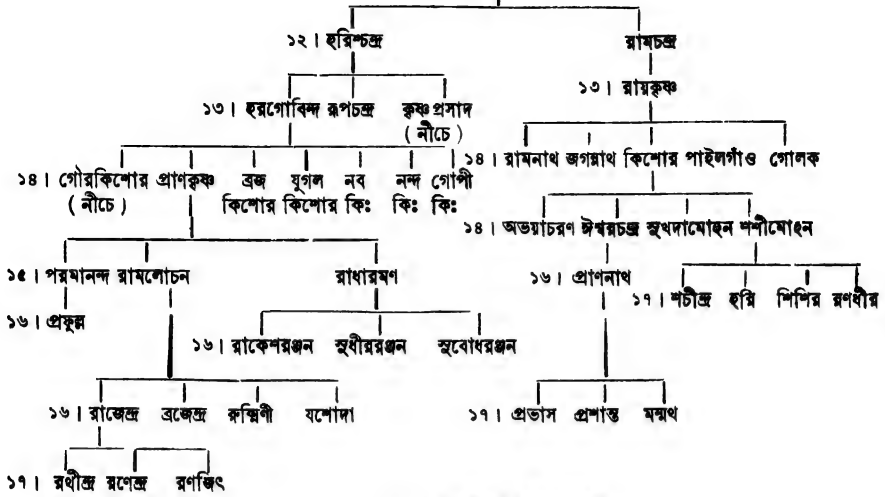 ১২। হরিশ্চন্দ্র রামচন্দ্র
১৩। রায়কৃষ্ণ
১৩। হরগোবিন্দ রূপচন্দ্র কৃষ্ণপ্রসাদ
( নীচে )
১৪। রামনাথ জগন্নাথ কিশোর পাইলগাঁও গোলক
১৪। গৌরকিশোর প্রাণকৃষ্ণ ব্রজ যুগল নব নন্দ গোপী
( নীচে ) কিশোর কিশোর কিঃ কিঃ কিঃ
১৪। অভয়াচরণ ঈশ্বরচন্দ্র সুখদামোহন শশীমোহন
১৫। পরমানন্দ রামলোচন রাধারমণ
১৬। প্রাণনাথ
১৭। শচীন্দ্র হরি শিশির রণধীর
১৬। প্রফুল্ল
১৬। রাকেশরঞ্জন সুধীররঞ্জন সুবোধরঞ্জন
১৬। রাজেন্দ্র ব্রজেন্দ্র রুক্মিণী যশোদা
১৭। প্রভাস প্রশান্ত মন্মথ
১৭। রথীন্দ্র রণেন্দ্র রণজিৎ